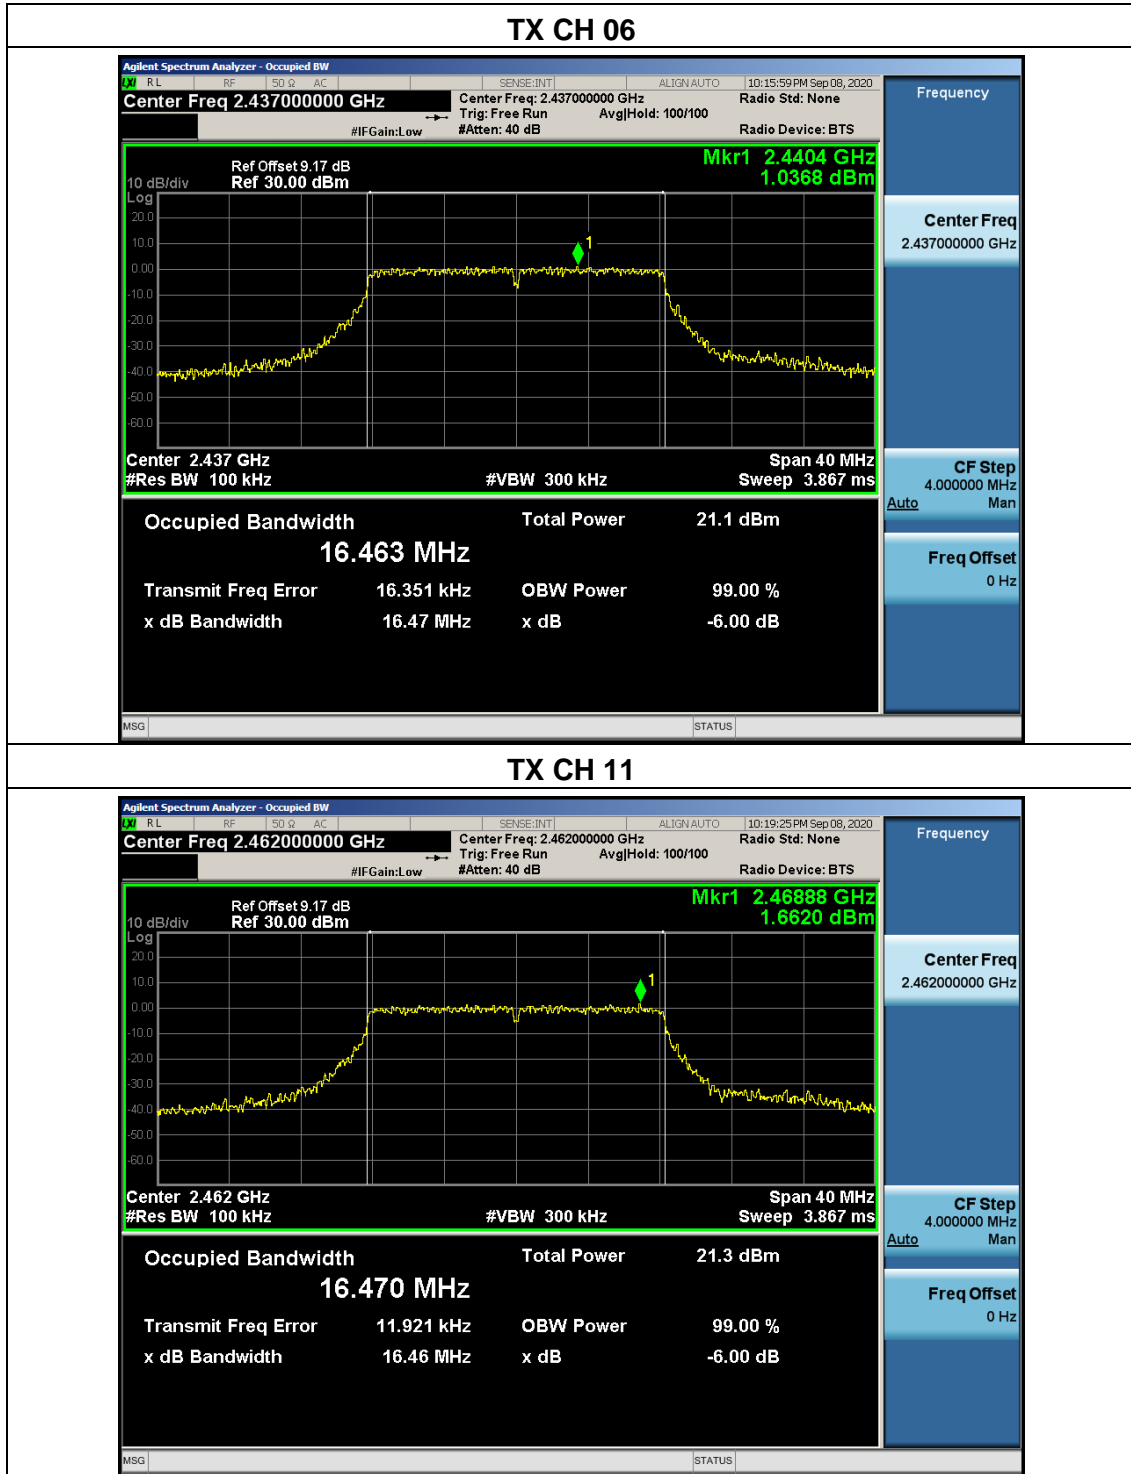 TX CH 06
Agilent Spectrum Analyzer - Occupied BW
LXI RL RF 50 Ω AC SENSE:INT ALIGN AUTO 10:15:59 PM Sep 08, 2020
Center Freq 2.437000000 GHz
Center Freq: 2.437000000 GHz
Radio Std: None
Trig: Free Run Avg|Hold: 100/100
#IFGain:Low #Atten: 40 dB Radio Device: BTS
Frequency
Mkr1 2.4404 GHz
1.0368 dBm
Ref Offset 9.17 dB
10 dB/div Ref 30.00 dBm
Log
20.0
10.0
0.00
-10.0
-20.0
-30.0
-40.0
-50.0
-60.0
1
Center 2.437 GHz Span 40 MHz
#Res BW 100 kHz #VBW 300 kHz Sweep 3.867 ms
Occupied Bandwidth Total Power 21.1 dBm
16.463 MHz
Transmit Freq Error 16.351 kHz OBW Power 99.00 %
x dB Bandwidth 16.47 MHz x dB -6.00 dB
Center Freq
2.437000000 GHz
CF Step
4.000000 MHz
Auto Man
Freq Offset
0 Hz
MSG STATUS
TX CH 11
Agilent Spectrum Analyzer - Occupied BW
LXI RL RF 50 Ω AC SENSE:INT ALIGN AUTO 10:19:25 PM Sep 08, 2020
Center Freq 2.462000000 GHz
Center Freq: 2.462000000 GHz
Radio Std: None
Trig: Free Run Avg|Hold: 100/100
#IFGain:Low #Atten: 40 dB Radio Device: BTS
Frequency
Mkr1 2.46888 GHz
1.6620 dBm
Ref Offset 9.17 dB
10 dB/div Ref 30.00 dBm
Log
20.0
10.0
0.00
-10.0
-20.0
-30.0
-40.0
-50.0
-60.0
1
Center 2.462 GHz Span 40 MHz
#Res BW 100 kHz #VBW 300 kHz Sweep 3.867 ms
Occupied Bandwidth Total Power 21.3 dBm
16.470 MHz
Transmit Freq Error 11.921 kHz OBW Power 99.00 %
x dB Bandwidth 16.46 MHz x dB -6.00 dB
Center Freq
2.462000000 GHz
CF Step
4.000000 MHz
Auto Man
Freq Offset
0 Hz
MSG STATUS